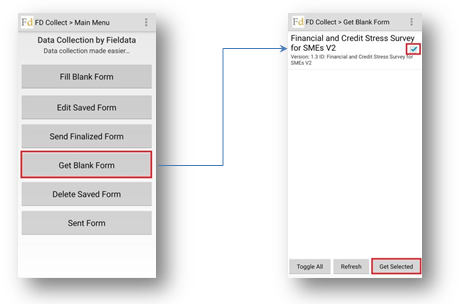 Fd FD Collect > Main Menu
Data Collection by Fieldata
Data collection made easier...
Fill Blank Form
Edit Saved Form
Send Finalized Form
Get Blank Form
Delete Saved Form
Sent Form
Fd FD Collect > Get Blank Form
Financial and Credit Stress Survey
for SMEs V2
Version: 1.3 ID: Financial and Credit Stress Survey for
SMEs V2
Toggle All
Refresh
Get Selected